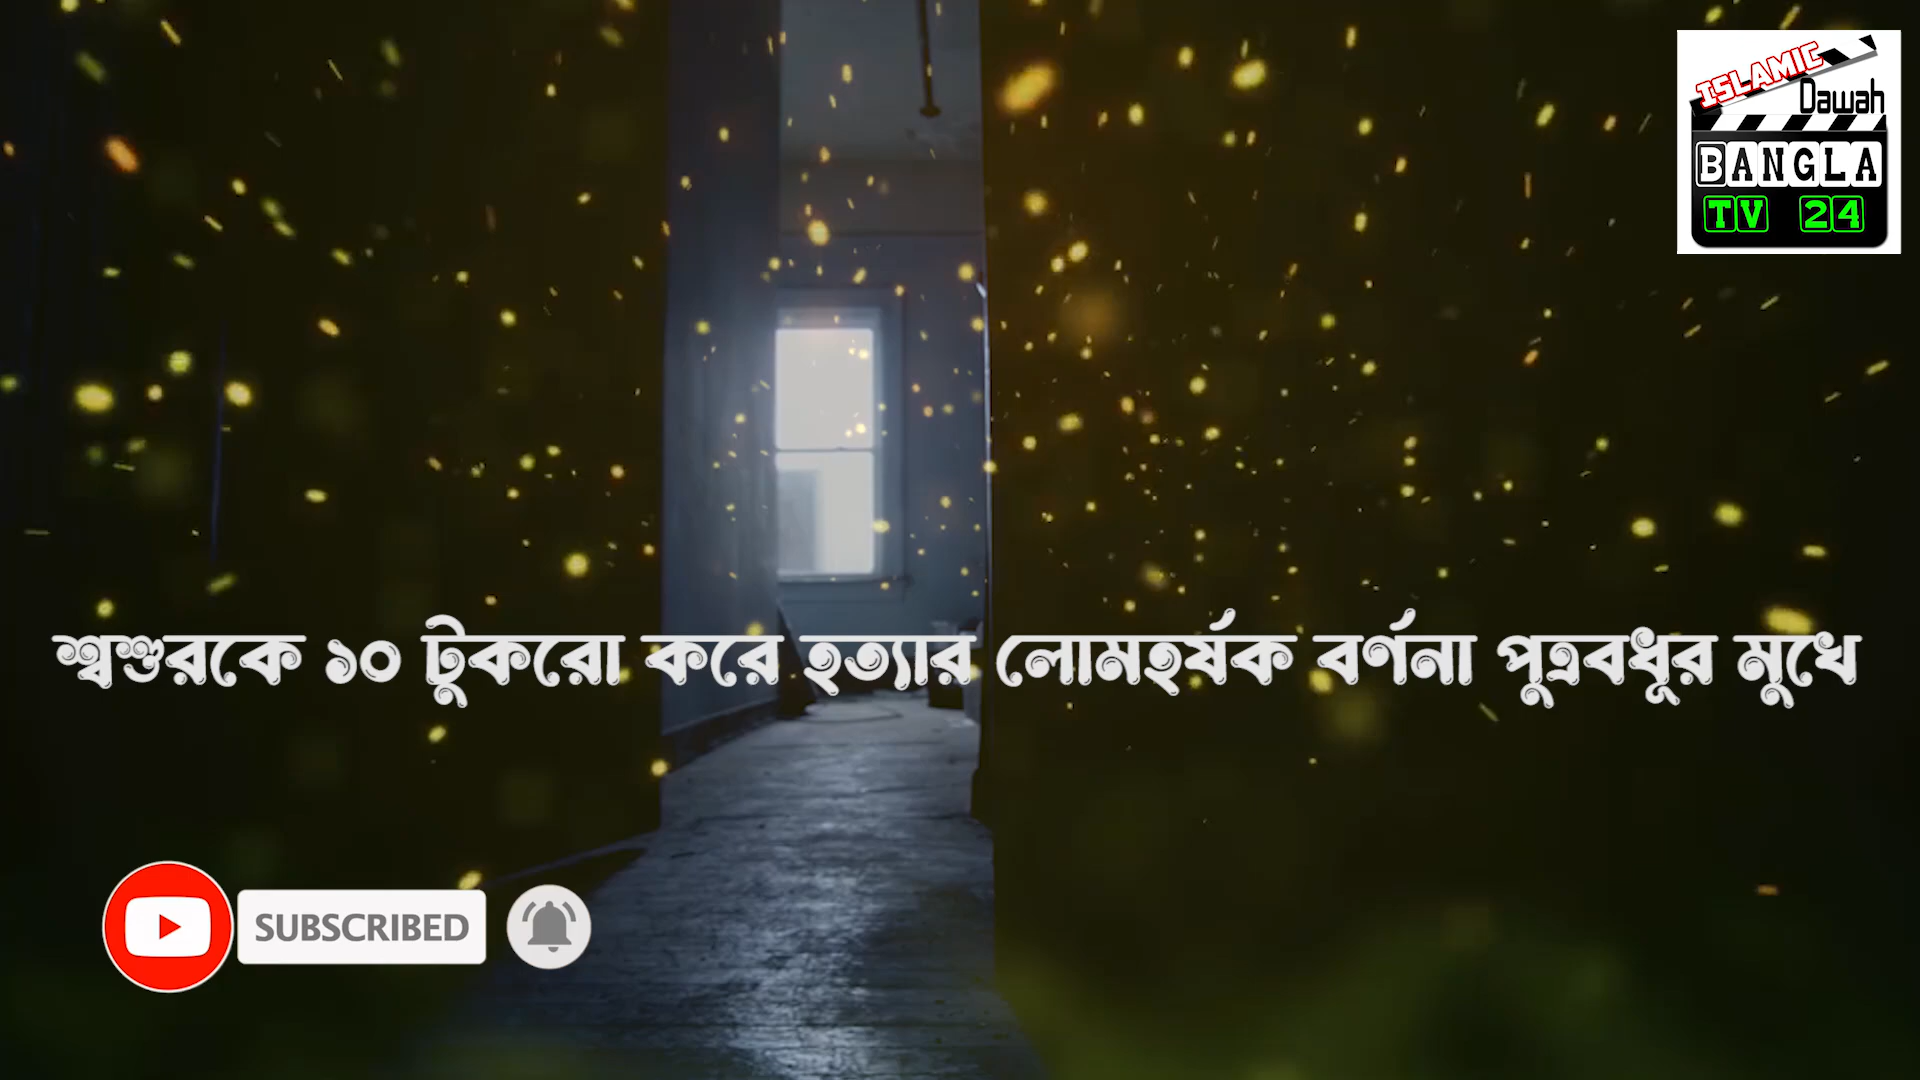 ISLAMIC
Dawah
BANGLA
TV 24
শ্বশুরকে ১০ টুকরো করে হত্যার লোমহর্ষক বর্ণনা পুত্রবধূর মুখে
SUBSCRIBED